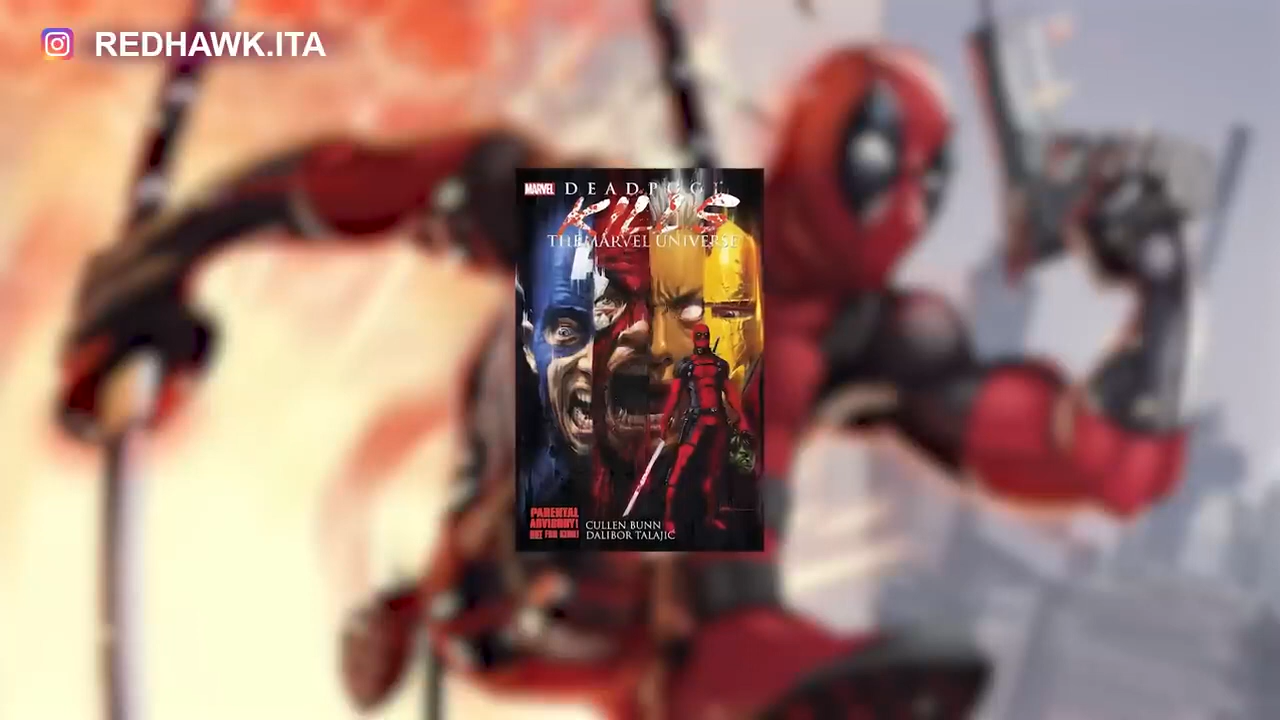 REDHAWK.ITA
MARVEL
DEADPOOL
KILLS
THE MARVEL UNIVERSE
PARENTAL
ADVISORY!
NOT FOR KIDS!
CULLEN BUNN
DALIBOR TALAJIC